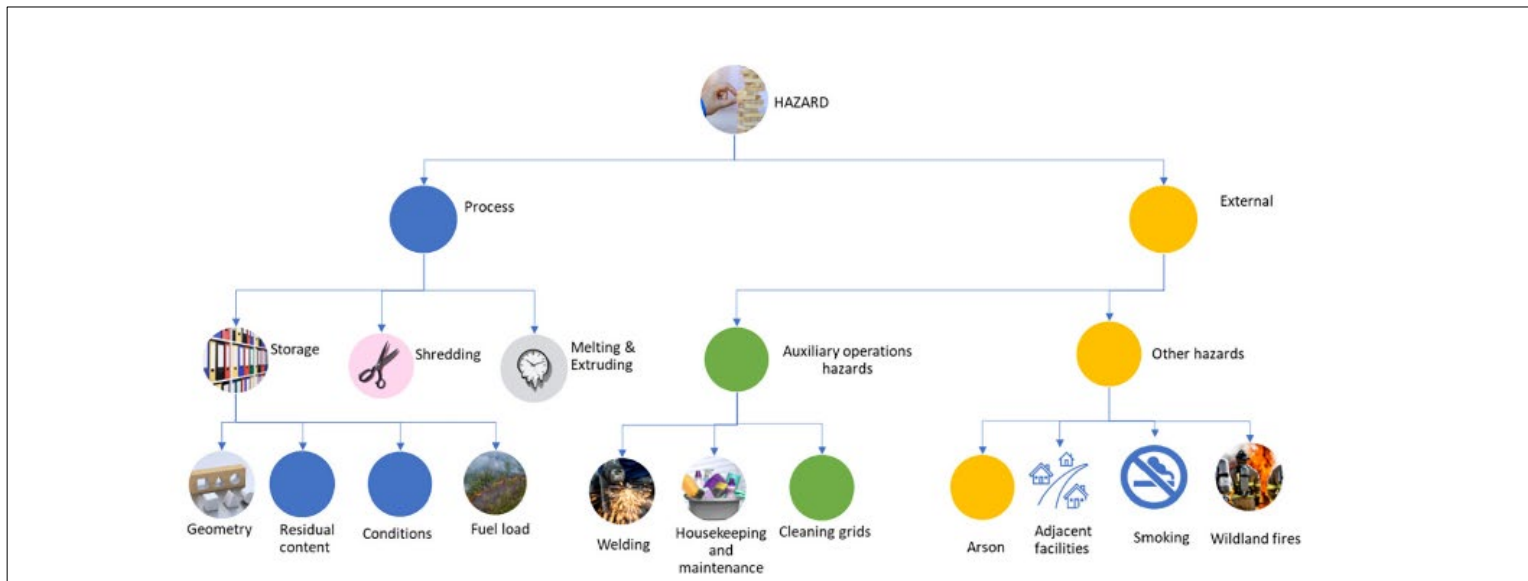 HAZARD
Process
External
Storage
Shredding
Melting &
Extruding
Auxiliary operations
hazards
Other hazards
Geometry
Residual
content
Conditions
Fuel load
Welding
Housekeeping
and
maintenance
Cleaning grids
Arson
Adjacent
facilities
Smoking
Wildland fires